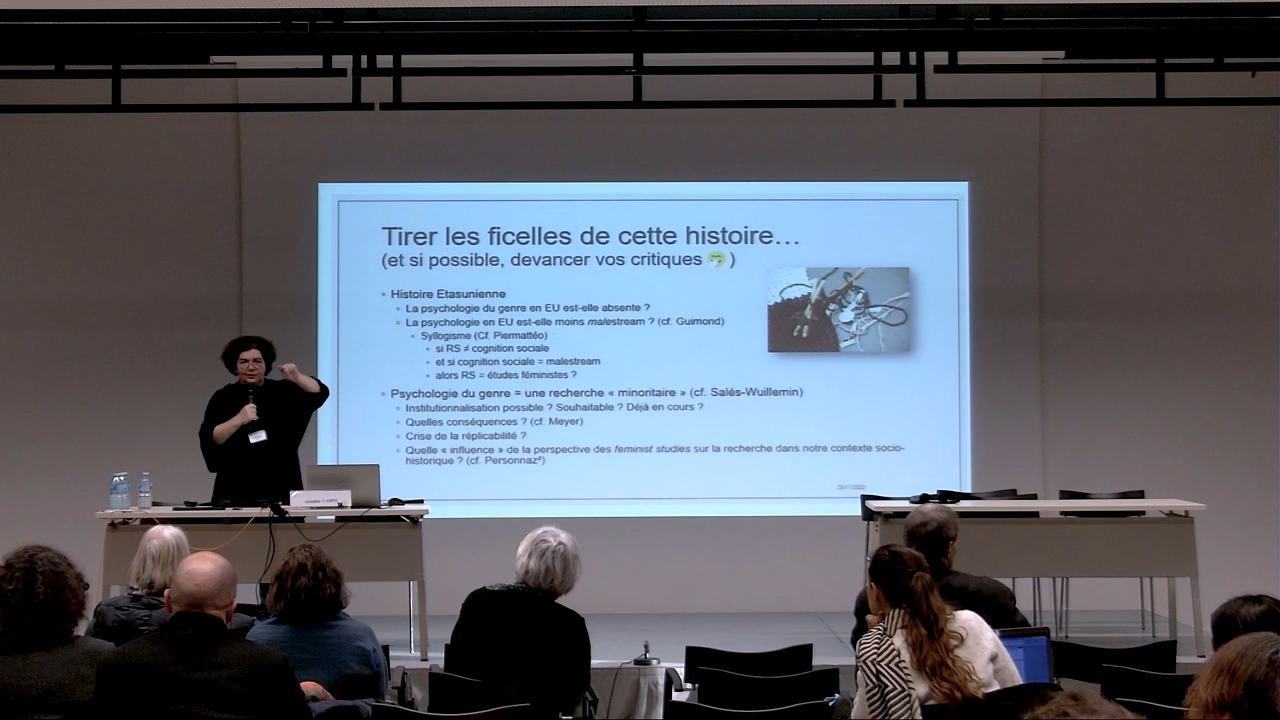 Tirer les ficelles de cette histoire…
(et si possible, devancer vos critiques )
Histoire Etasunienne
La psychologie du genre en EU est-elle absente ?
La psychologie en EU est-elle moins malestream ? (cf. Guimond)
Syllogisme (Cf. Piermattéo)
si RS ≠ cognition sociale
et si cognition sociale = malestream
alors RS = études féministes ?
Psychologie du genre = une recherche « minoritaire » (cf. Salès-Wuillemin)
Institutionnalisation possible ? Souhaitable ? Déjà en cours ?
Quelles conséquences ? (cf. Meyer)
Crise de la réplicabilité ?
Quelle « influence » de la perspective des feminist studies sur la recherche dans notre contexte socio-
historique ? (cf. Personnaz²)